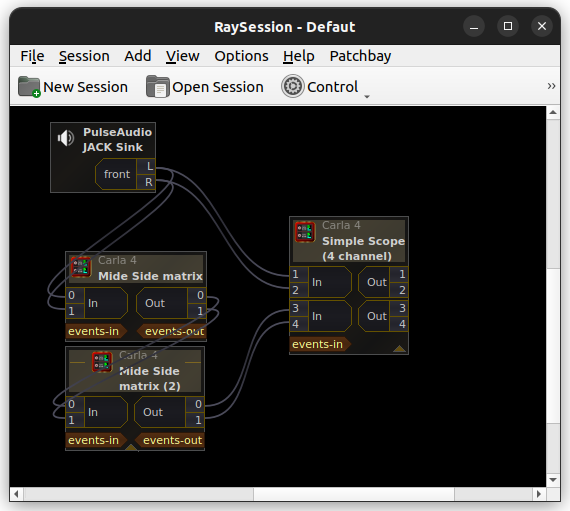 RaySession - Defaut
File Session Add View Options Help Patchbay
New Session Open Session Control »
PulseAudio
JACK Sink
front L
R
Carla 4
Simple Scope
(4 channel)
1 In Out 1
2 2
3 In Out 3
4 4
events-in
Carla 4
Mide Side matrix
0 In Out 0
1 1
events-in events-out
Carla 4
Mide Side
matrix (2)
0 In Out 0
1 1
events-in events-out